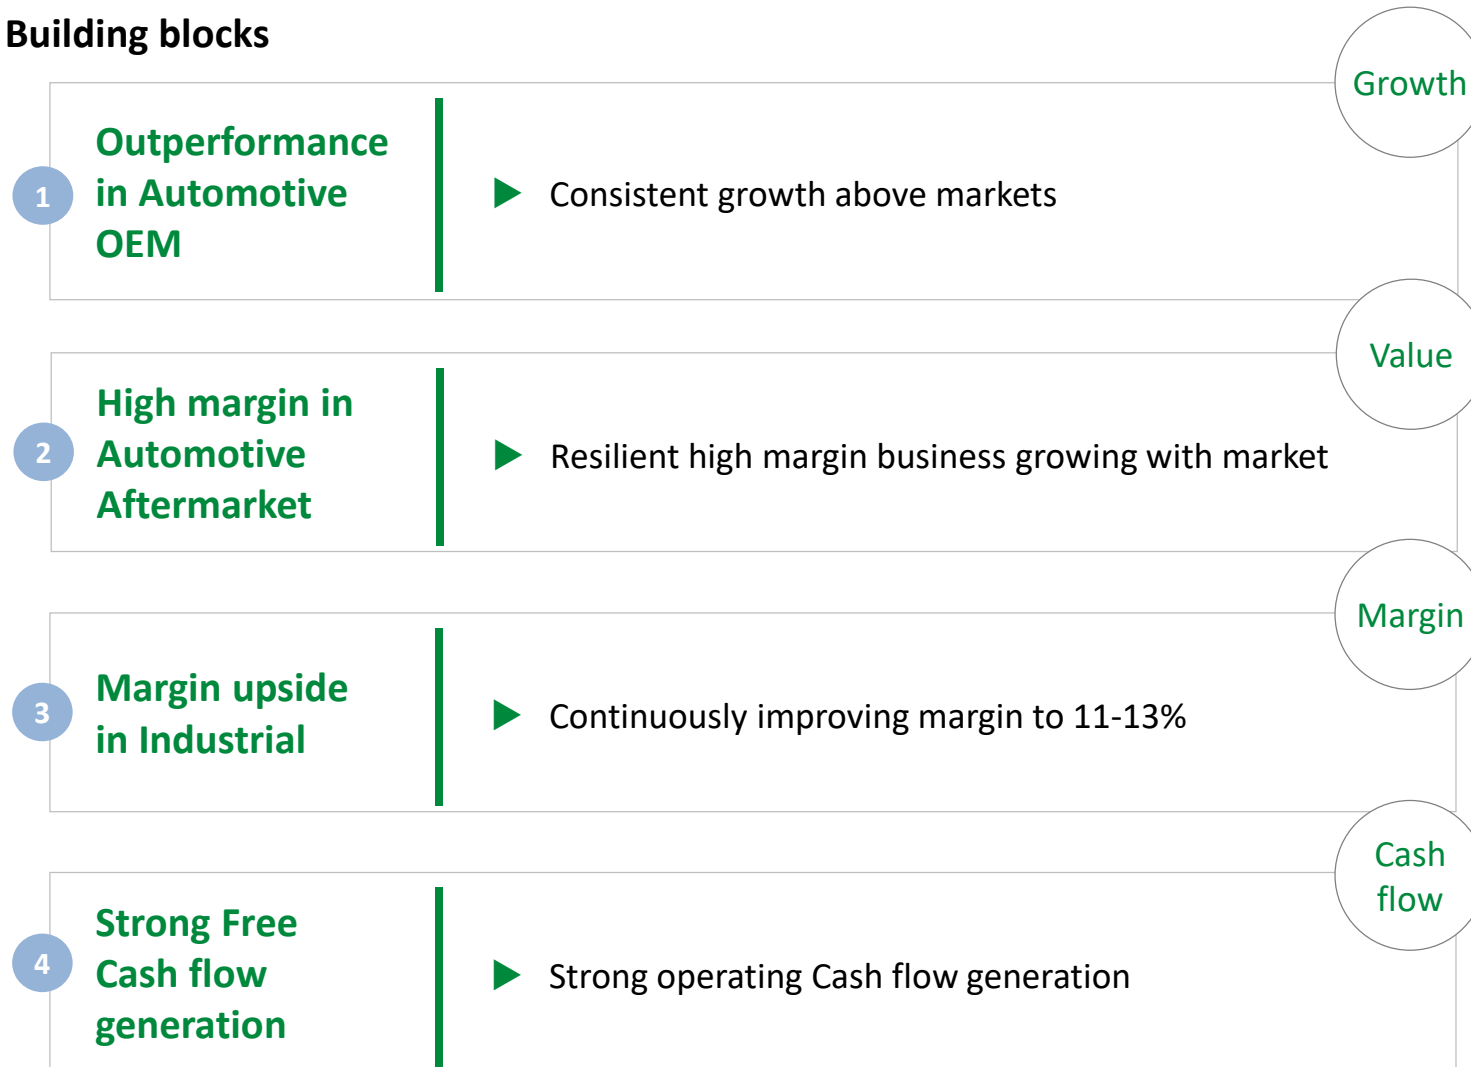 Building blocks
Growth
1
Outperformance
in Automotive
OEM
Consistent growth above markets
Value
2
High margin in
Automotive
Aftermarket
Resilient high margin business growing with market
Margin
3
Margin upside
in Industrial
Continuously improving margin to 11-13%
Cash
flow
4
Strong Free
Cash flow
generation
Strong operating Cash flow generation